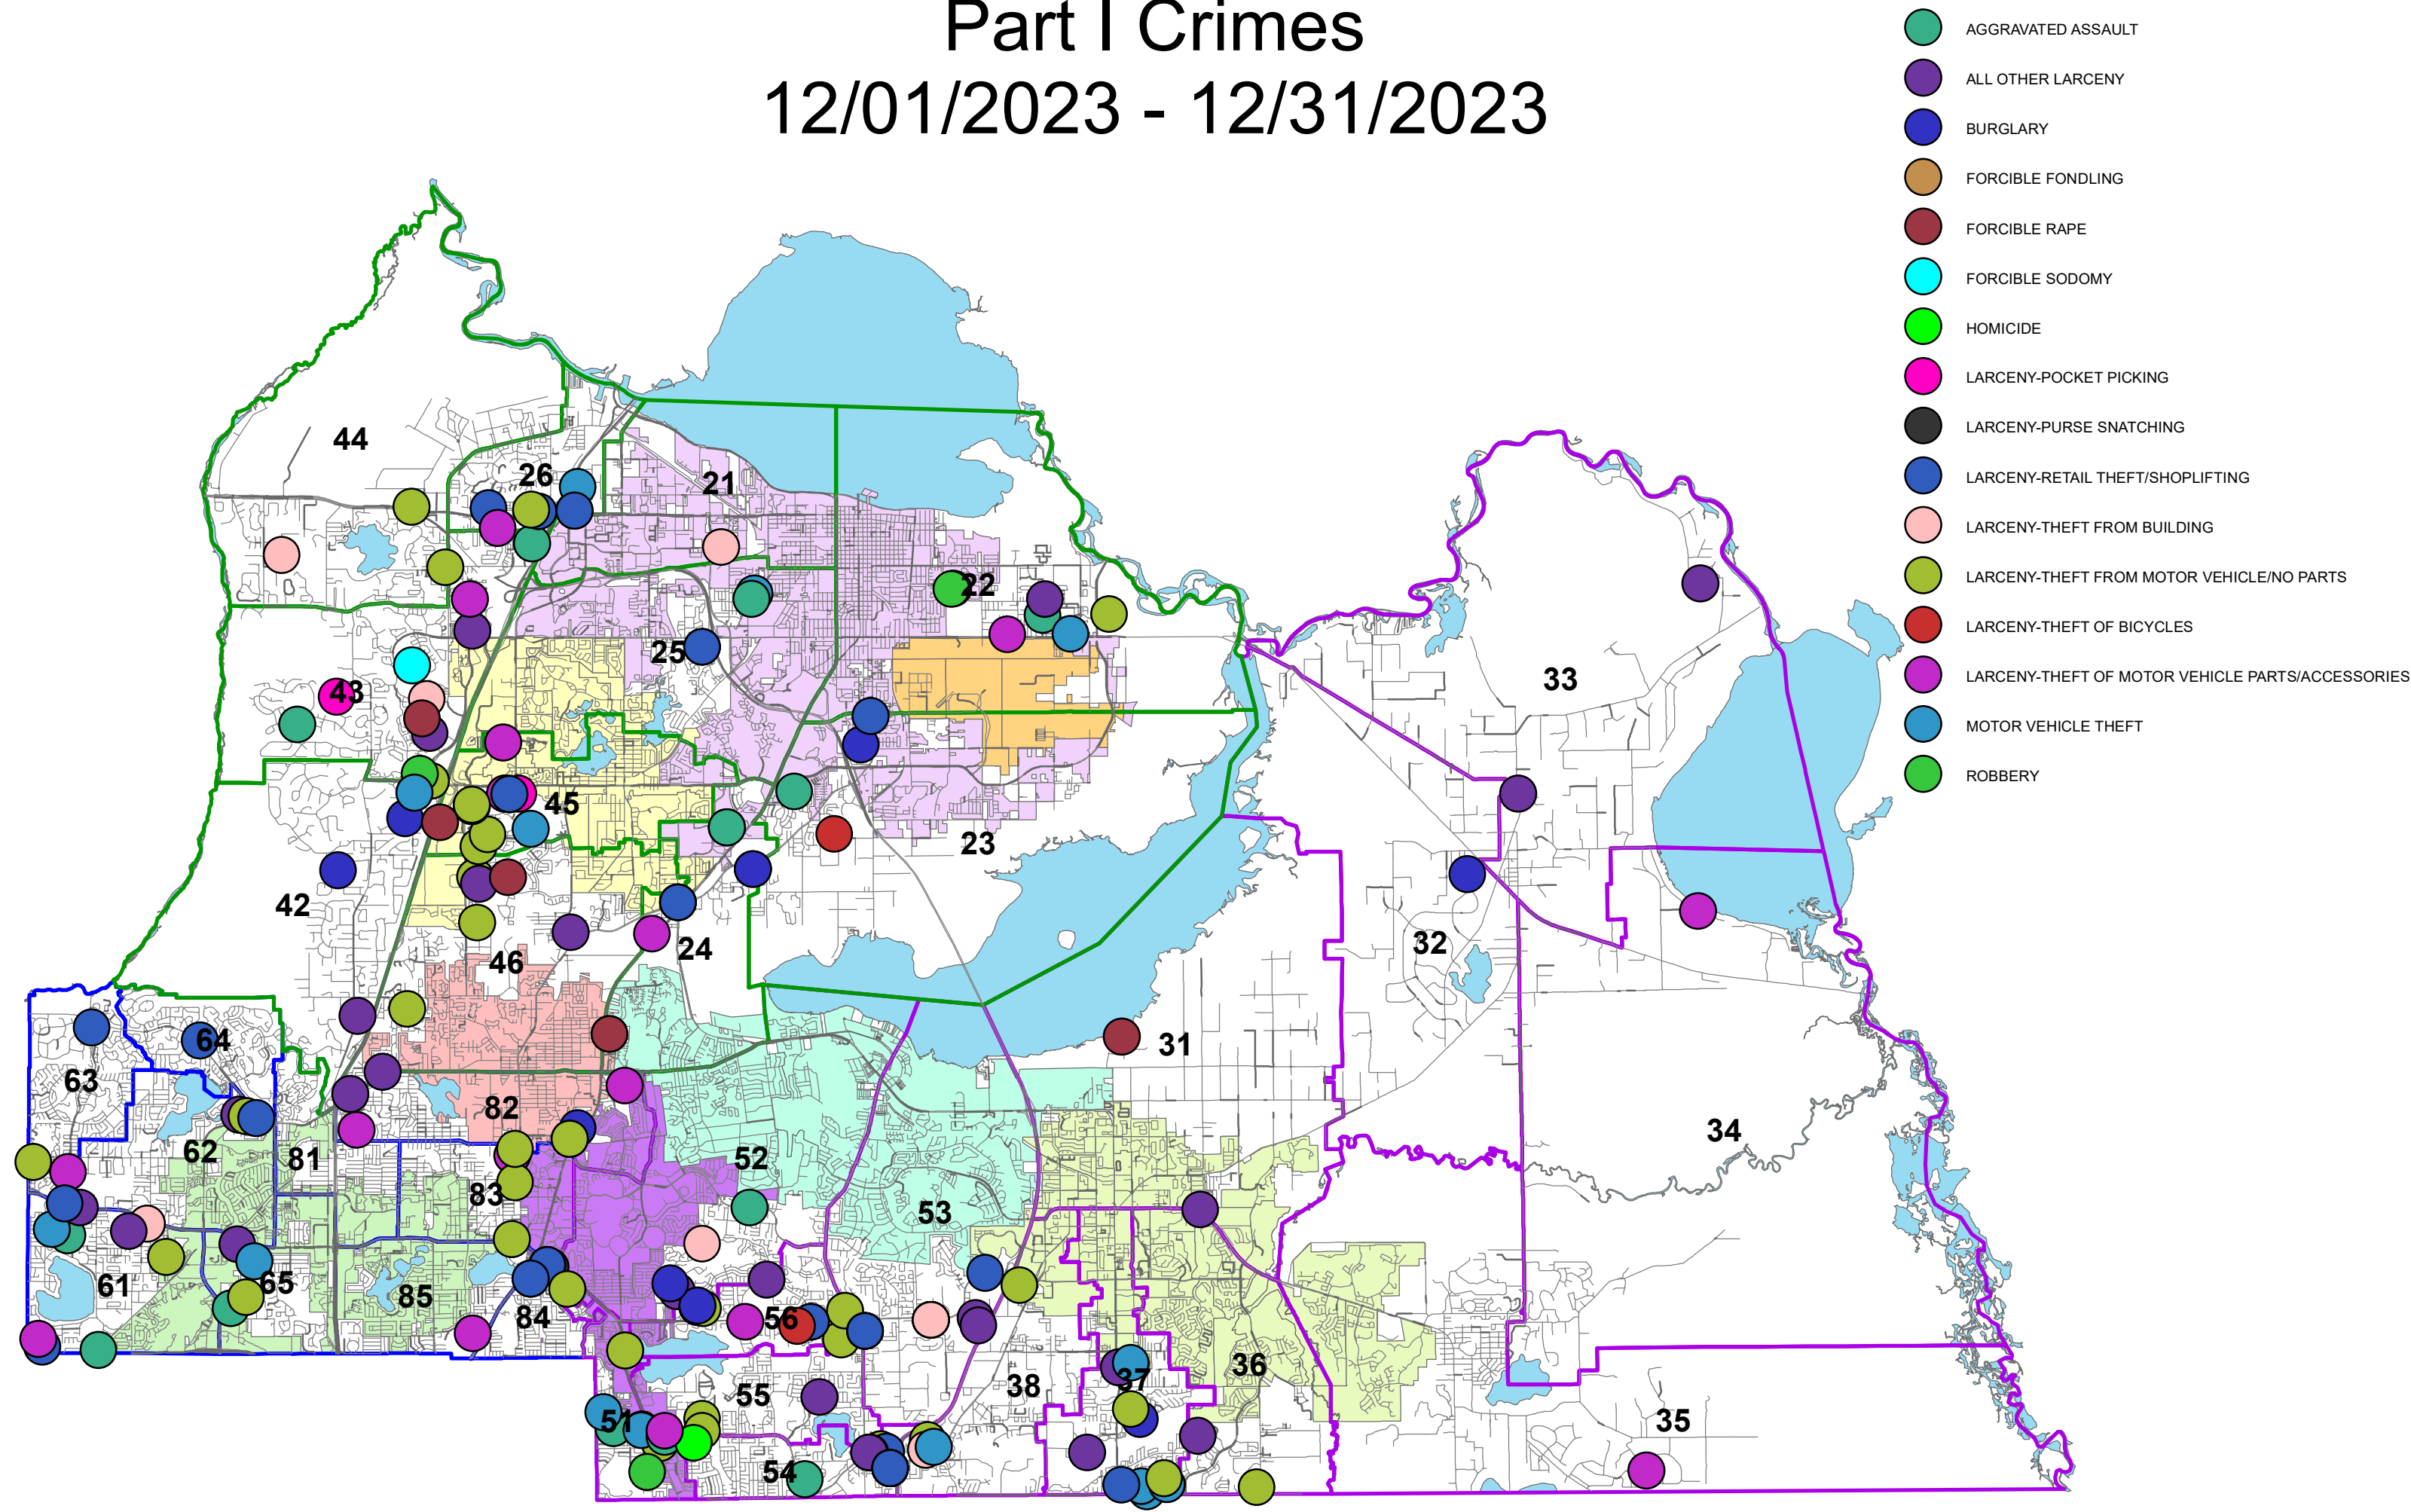 Part I Crimes
12/01/2023 - 12/31/2023
AGGRAVATED ASSAULT
ALL OTHER LARCENY
BURGLARY
FORCIBLE FONDLING
FORCIBLE RAPE
FORCIBLE SODOMY
HOMICIDE
LARCENY-POCKET PICKING
LARCENY-PURSE SNATCHING
LARCENY-RETAIL THEFT/SHOPLIFTING
LARCENY-THEFT FROM BUILDING
LARCENY-THEFT FROM MOTOR VEHICLE/NO PARTS
LARCENY-THEFT OF BICYCLES
LARCENY-THEFT OF MOTOR VEHICLE PARTS/ACCESSORIES
MOTOR VEHICLE THEFT
ROBBERY
44
26
21
22
25
43
33
45
23
42
24
32
46
64
31
63
82
34
62
81
52
83
53
61
65
85
84
56
36
37
38
55
51
35
54